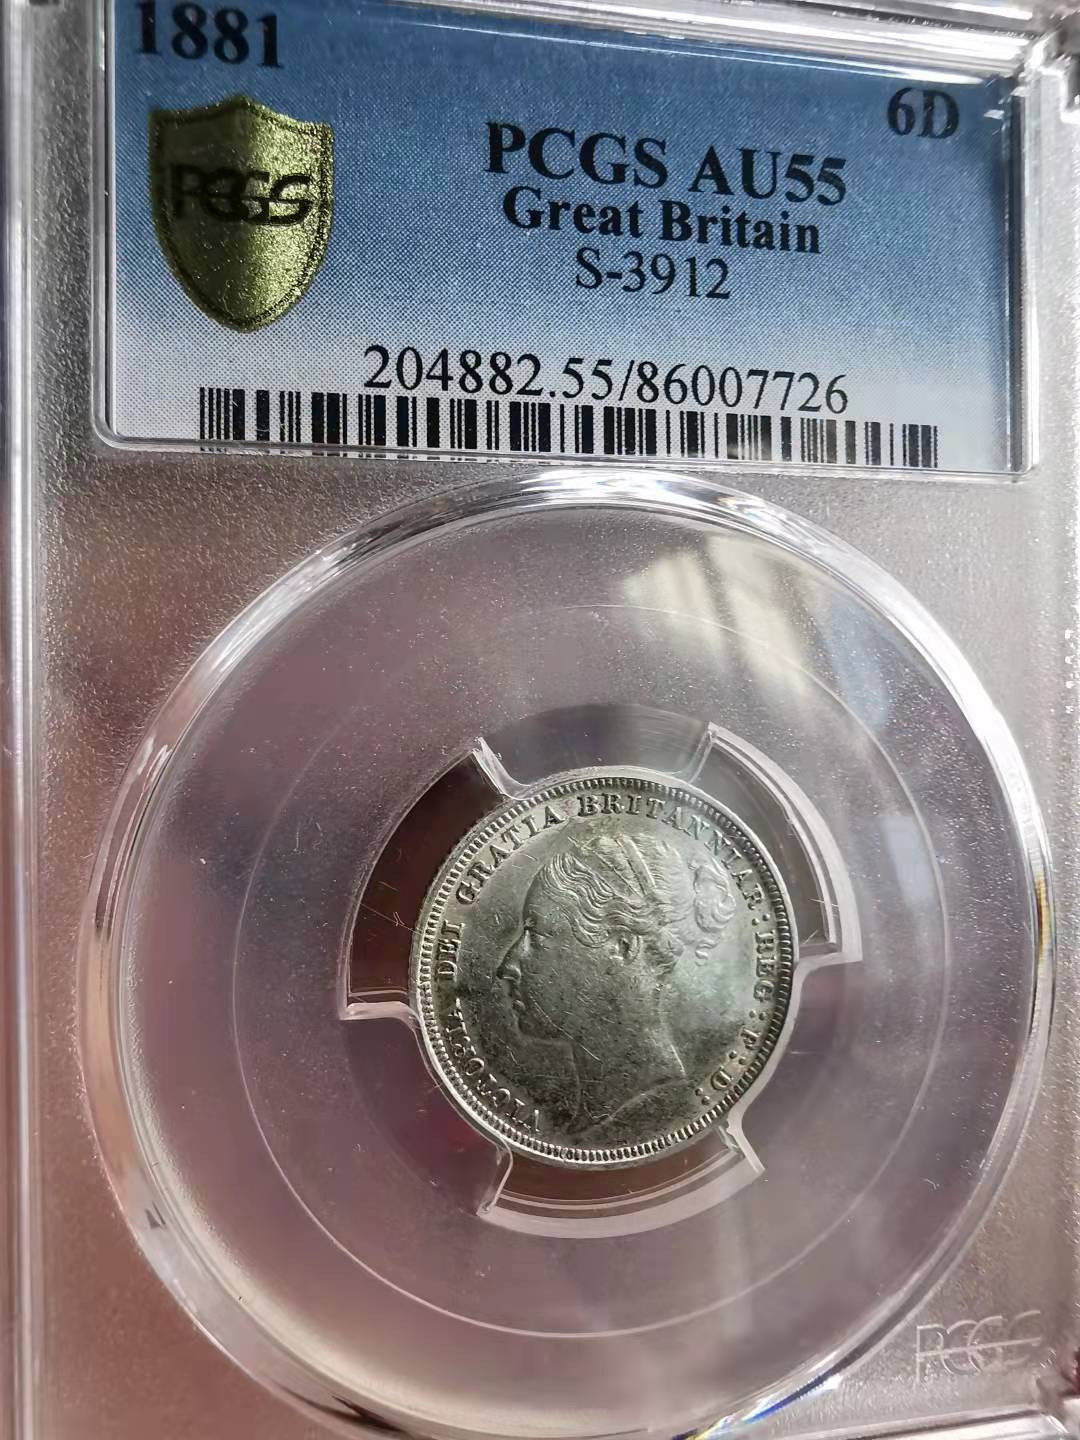 1881
6D
PCGS
PCGS AU55
Great Britain
S-3912
204882.55/86007726
VICTORIA DEI GRATIA BRITANNIAR: REG: F: D:
PCGS